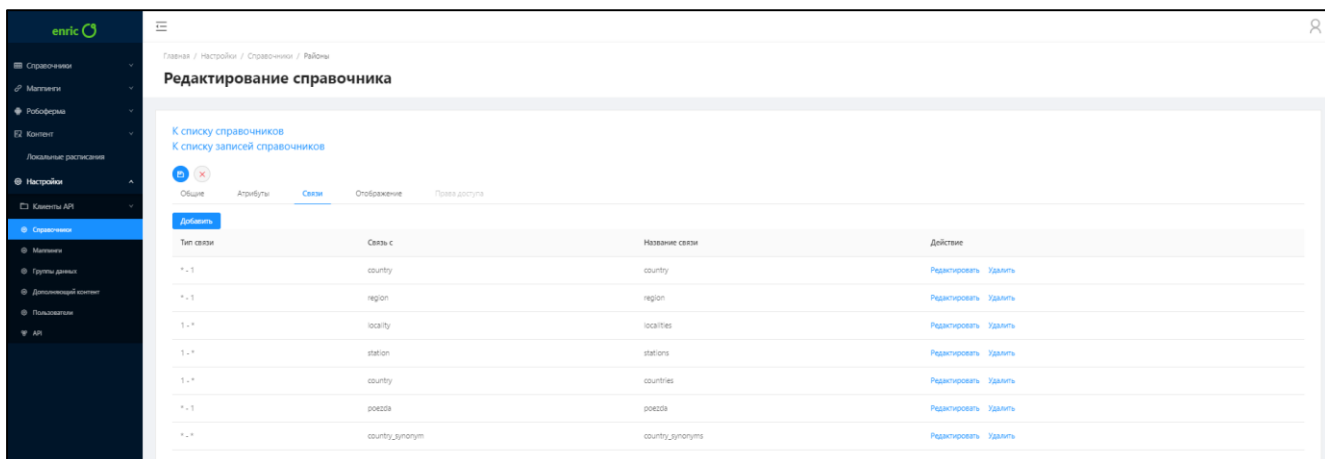 enric
Справочники
Маппинги
Робоферма
Контент
Локальные расписания
Настройки
Клиенты API
Справочники
Маппинги
Группы данных
Дополняющий контент
Пользователи
API
Главная / Настройки / Справочники / Районы
Редактирование справочника
К списку справочников
К списку записей справочников
Общие Атрибуты Связи Отображение Права доступа
Добавить
Тип связи Связь с Название связи Действие
* - 1 country country Редактировать Удалить
* - 1 region region Редактировать Удалить
1 - * locality localities Редактировать Удалить
1 - * station stations Редактировать Удалить
1 - * country countries Редактировать Удалить
* - 1 poezda poezda Редактировать Удалить
* - * country_synonym country_synonyms Редактировать Удалить